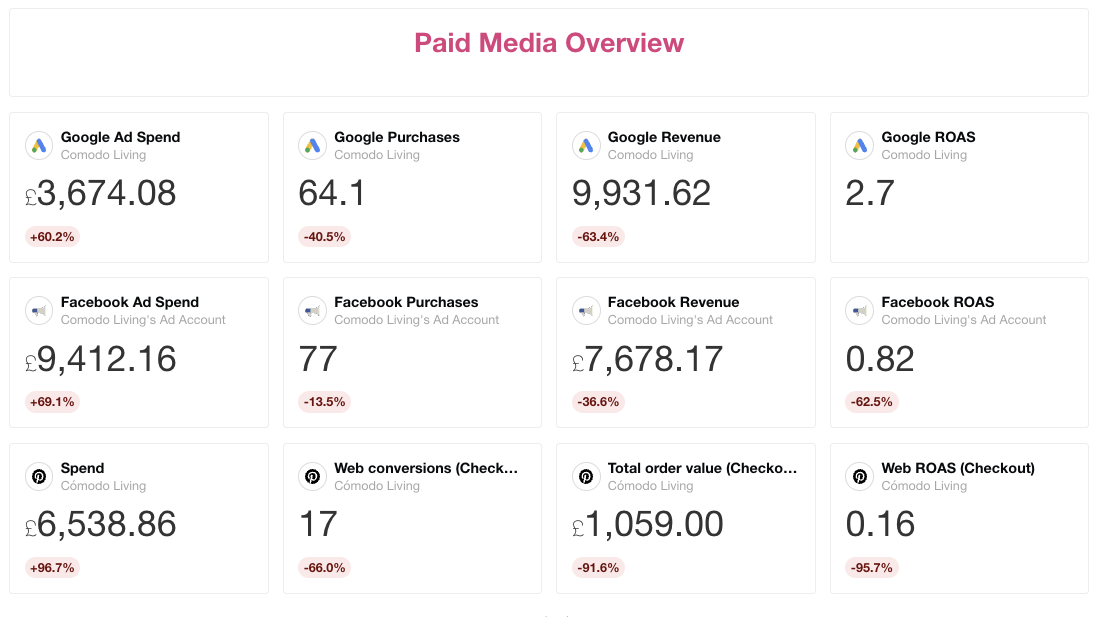 Paid Media Overview
Google Ad Spend
Comodo Living
£3,674.08
+60.2%
Google Purchases
Comodo Living
64.1
-40.5%
Google Revenue
Comodo Living
9,931.62
-63.4%
Google ROAS
Comodo Living
2.7
Facebook Ad Spend
Comodo Living's Ad Account
£9,412.16
+69.1%
Facebook Purchases
Comodo Living's Ad Account
77
-13.5%
Facebook Revenue
Comodo Living's Ad Account
£7,678.17
-36.6%
Facebook ROAS
Comodo Living's Ad Account
0.82
-62.5%
Spend
Cómodo Living
£6,538.86
+96.7%
Web conversions (Check...
Cómodo Living
17
-66.0%
Total order value (Checko...
Cómodo Living
£1,059.00
-91.6%
Web ROAS (Checkout)
Cómodo Living
0.16
-95.7%